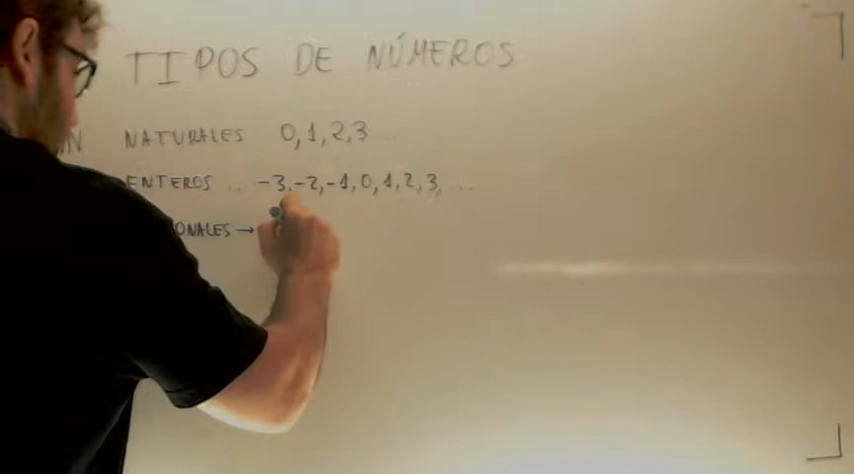 TIPOS DE NÚMEROS
N NATURALES 0,1,2,3...
ENTEROS ... -3,-2,-1,0,1,2,3, ...
ONALES →